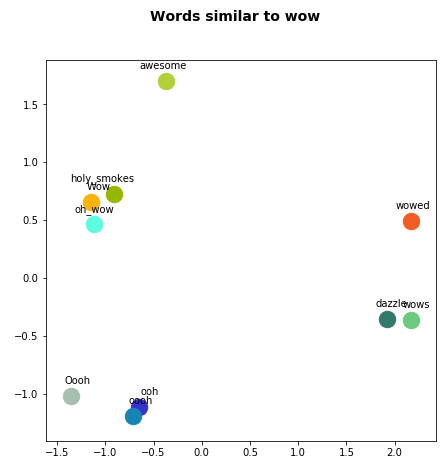 Words similar to wow
awesome
holy_smokes
Wow
oh_wow
wowed
dazzle
wows
Oooh
ooh
oooh
1.5
1.0
0.5
0.0
−0.5
−1.0
−1.5
−1.0
−0.5
0.0
0.5
1.0
1.5
2.0